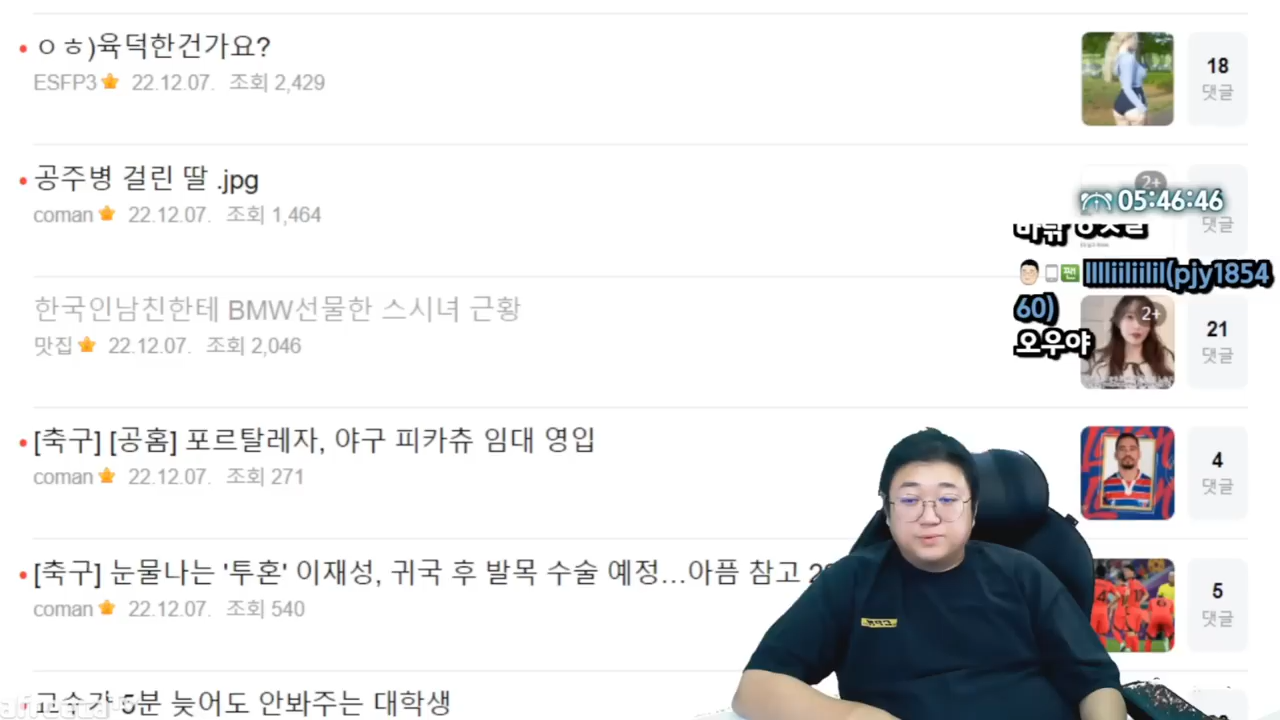 ㅇㅎ)육덕한건가요?
ESFP3 22.12.07. 조회 2,429
18
댓글
공주병 걸린 딸 .jpg
coman 22.12.07. 조회 1,464
2+
05:46:46
댓글
llllliiliilil(pjy1854
60)
오우야
한국인남친한테 BMW선물한 스시녀 근황
맛집 22.12.07. 조회 2,046
2+
21
댓글
[축구] [공홈] 포르탈레자, 야구 피카츄 임대 영입
coman 22.12.07. 조회 271
4
댓글
[축구] 눈물나는 '투혼' 이재성, 귀국 후 발목 수술 예정...아픔 참고
coman 22.12.07. 조회 540
5
댓글
교수가 5분 늦어도 안봐주는 대학생
afreeca